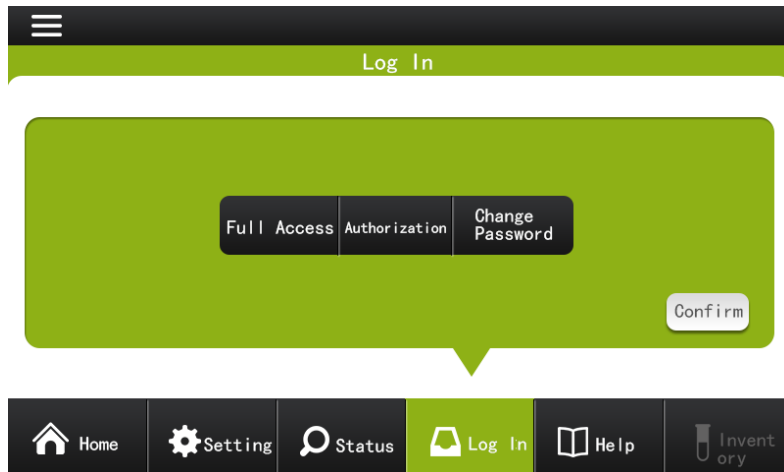 Log In
Full Access
Authorization
Change
Password
Confirm
Home
Setting
Status
Log In
Help
Invent
ory